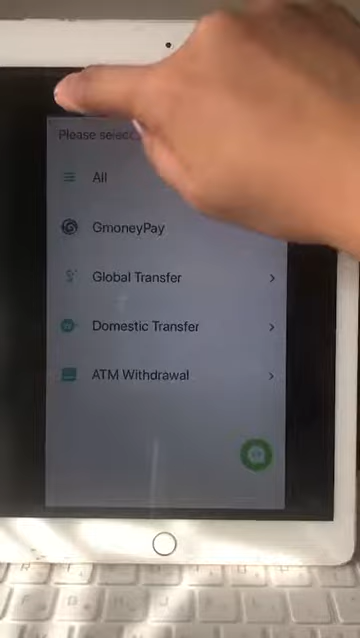 Please select
All
GmoneyPay
Global Transfer
Domestic Transfer
ATM Withdrawal